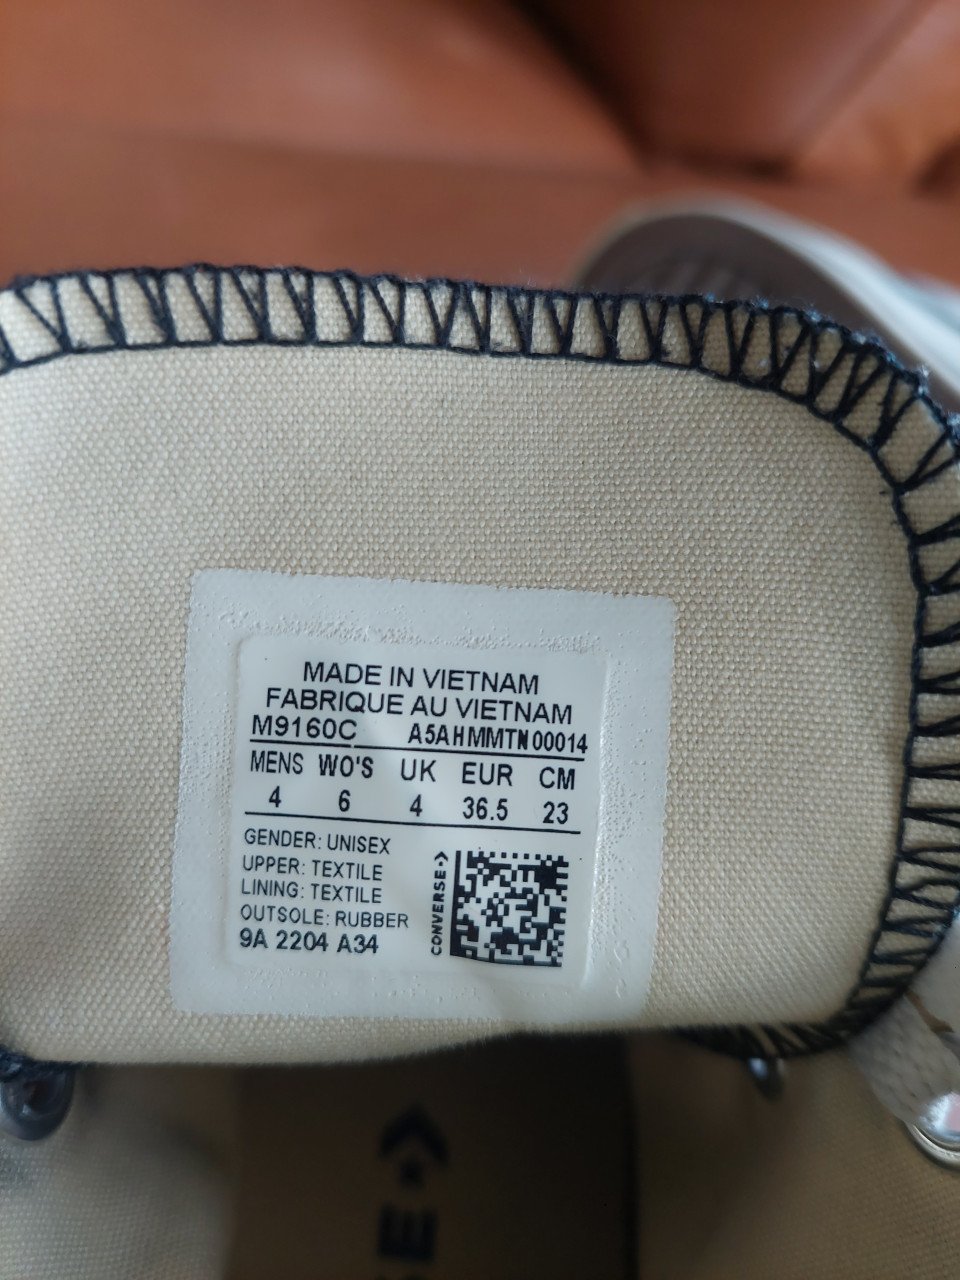 MADE IN VIETNAM
FABRIQUE AU VIETNAM
M9160C A5AHMMTN00014
MENS WO'S UK EUR CM
4 6 4 36.5 23
GENDER: UNISEX
UPPER: TEXTILE
LINING: TEXTILE
OUTSOLE: RUBBER
9A 2204 A34
CONVERSE
SE